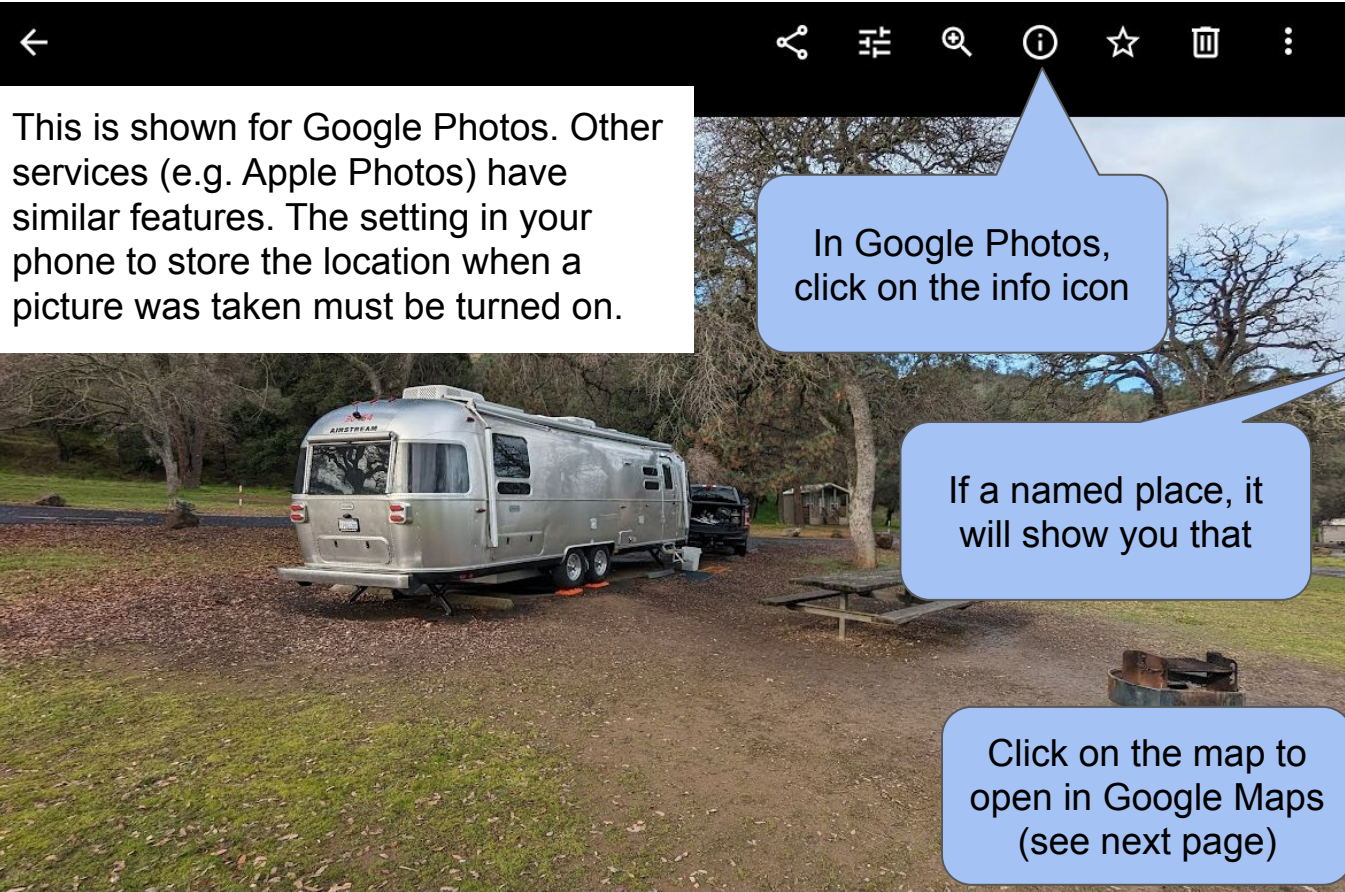 This is shown for Google Photos. Other
services (e.g. Apple Photos) have
similar features. The setting in your
phone to store the location when a
picture was taken must be turned on.
In Google Photos,
click on the info icon
If a named place, it
will show you that
AIRSTREAM
Click on the map to
open in Google Maps
(see next page)